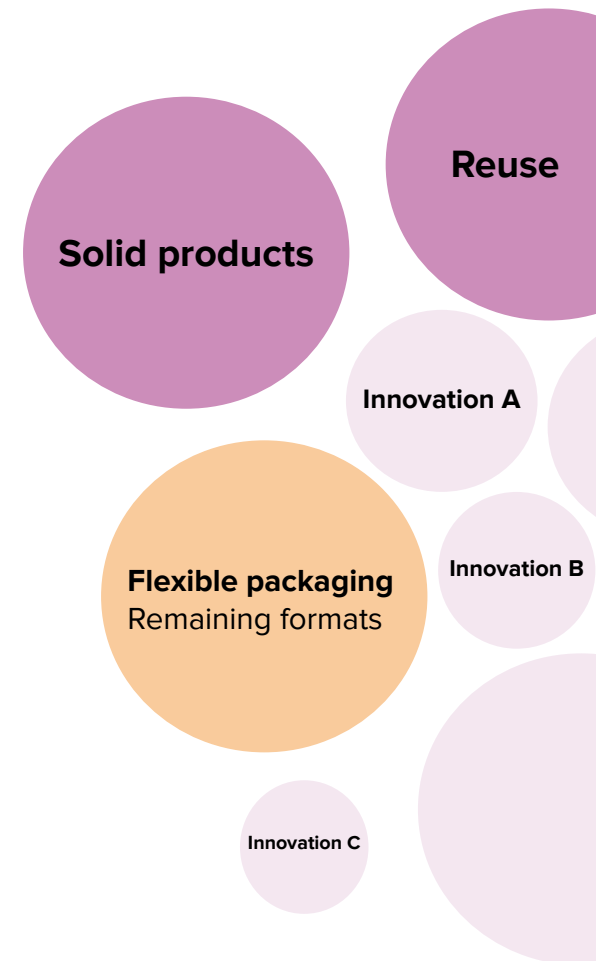 Reuse
Solid products
Innovation A
Innovation B
Flexible packaging
Remaining formats
Innovation C